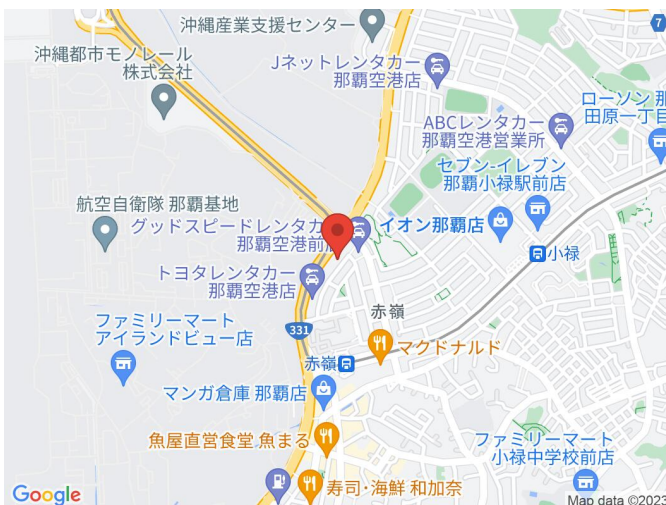 沖縄産業支援センター
7
沖縄都市モノレール
株式会社
Jネットレンタカー
那覇空港店
ローソン 那
田原一丁目
ABCレンタカー
那覇空港営業所
セブン-イレブン
那覇小禄駅前店
航空自衛隊 那覇基地
グッドスピードレンタカ
那覇空港前店
イオン那覇店
小禄
トヨタレンタカー
那覇空港店
赤嶺
331
ファミリーマート
アイランドビュー店
マクドナルド
赤嶺
マンガ倉庫 那覇店
魚屋直営食堂 魚まる
ファミリーマート
小禄中学校前店
寿司・海鮮 和加奈
Google
Map data ©2023